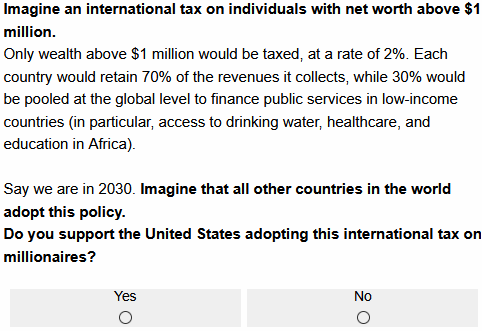 Imagine an international tax on individuals with net worth above $1
million.
Only wealth above $1 million would be taxed, at a rate of 2%. Each
country would retain 70% of the revenues it collects, while 30% would
be pooled at the global level to finance public services in low-income
countries (in particular, access to drinking water, healthcare, and
education in Africa).
Say we are in 2030. Imagine that all other countries in the world
adopt this policy.
Do you support the United States adopting this international tax on
millionaires?
Yes No